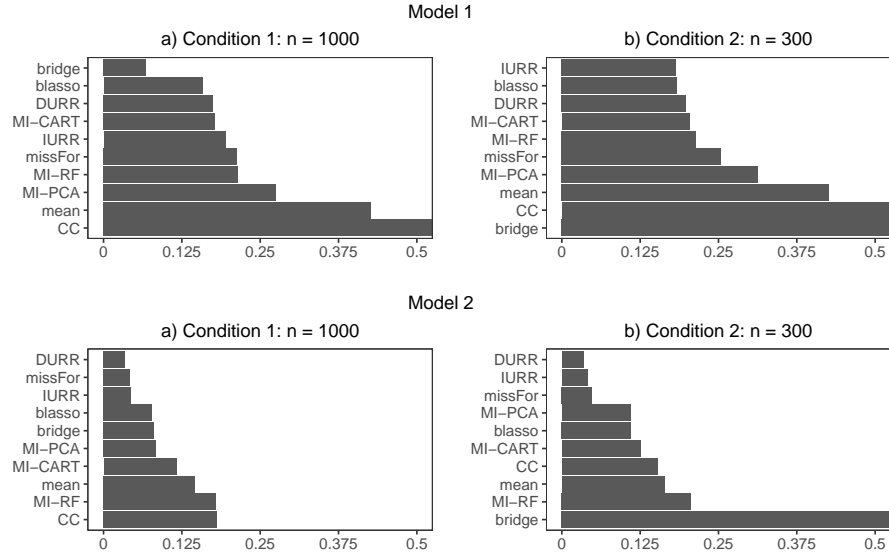 Model 1
a) Condition 1: n = 1000
bridge
blasso
DURR
MI−CART
IURR
missFor
MI−RF
MI−PCA
mean
CC
0 0.125 0.25 0.375 0.5
b) Condition 2: n = 300
IURR
blasso
DURR
MI−CART
MI−RF
missFor
MI−PCA
mean
CC
bridge
0 0.125 0.25 0.375 0.5
Model 2
a) Condition 1: n = 1000
DURR
missFor
IURR
blasso
bridge
MI−PCA
MI−CART
mean
MI−RF
CC
0 0.125 0.25 0.375 0.5
b) Condition 2: n = 300
DURR
IURR
missFor
MI−PCA
blasso
MI−CART
CC
mean
MI−RF
bridge
0 0.125 0.25 0.375 0.5